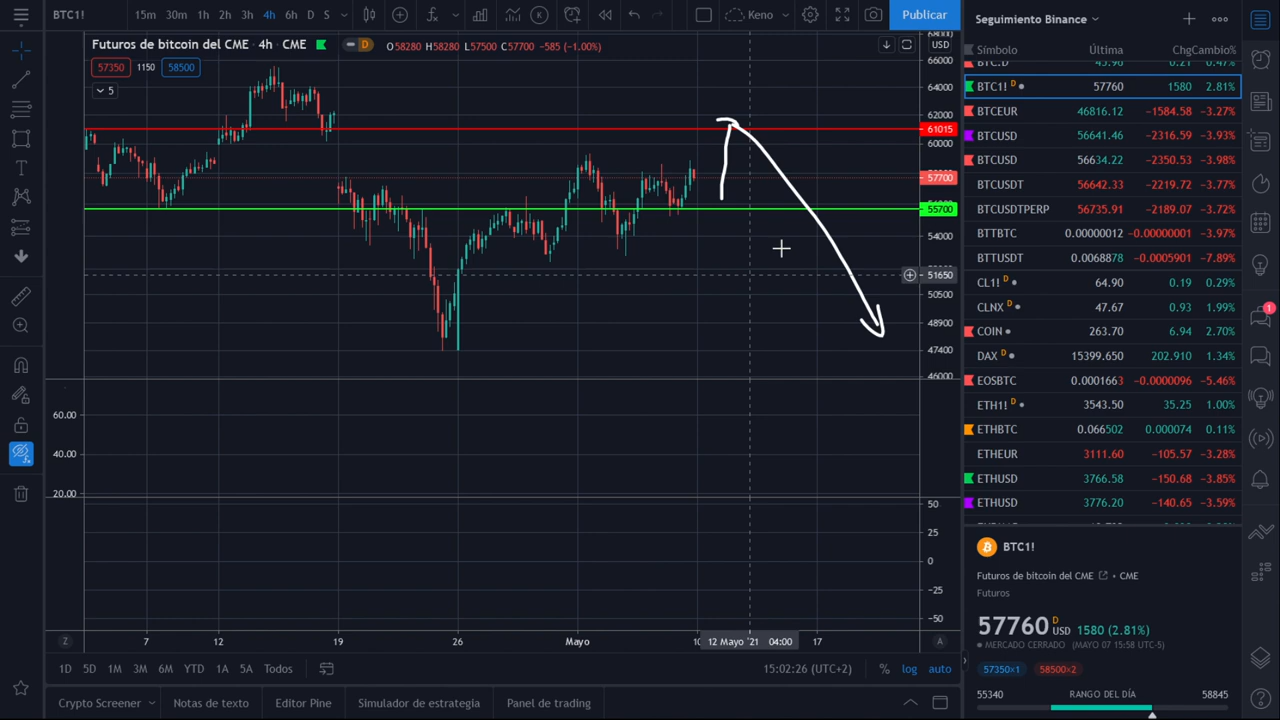 BTC1! 15m 30m 1h 2h 3h 4h 6h D S Keno Publicar
Futuros de bitcoin del CME • 4h • CME D O58280 H58280 L57500 C57700 −585 (−1.00%)
57350 1150 58500
5
USD
66000
64000
62000
61015
60000
57700
55700
54000
51650
50500
48900
47400
46000
60.00
40.00
20.00
50
25
0
−25
−50
7 12 19 26 Mayo 12 Mayo '21 04:00 17
Z A
1D 5D 1M 3M 6M YTD 1A 5A Todos 15:02:26 (UTC+2) % log auto
Crypto Screener Notas de texto Editor Pine Simulador de estrategia Panel de trading
Seguimiento Binance
Símbolo Última Chg Cambio%
BTC.D 45.96 0.21 0.47%
BTC1! D 57760 1580 2.81%
BTCEUR 46816.12 −1584.58 −3.27%
BTCUSD 56641.46 −2316.59 −3.93%
BTCUSD 56634.22 −2350.53 −3.98%
BTCUSDT 56642.33 −2219.72 −3.77%
BTCUSDTPERP 56735.91 −2189.07 −3.72%
BTTBTC 0.00000012 −0.00000001 −3.97%
BTTUSDT 0.0068878 −0.0005901 −7.89%
CL1! D 64.90 0.19 0.29%
CLNX D 47.67 0.93 1.99%
COIN 263.70 6.94 2.70%
DAX D 15399.650 202.910 1.34%
EOSBTC 0.0001663 −0.0000096 −5.46%
ETH1! D 3543.50 35.25 1.00%
ETHBTC 0.066502 0.000074 0.11%
ETHEUR 3111.60 −105.57 −3.28%
ETHUSD 3766.58 −150.68 −3.85%
ETHUSD 3776.20 −140.65 −3.59%
BTC1!
Futuros de bitcoin del CME • CME
Futuros
57760 D USD 1580 (2.81%)
MERCADO CERRADO (MAYO 07 15:58 UTC-5)
57350×1 58500×2
55340 RANGO DEL DÍA 58845
1